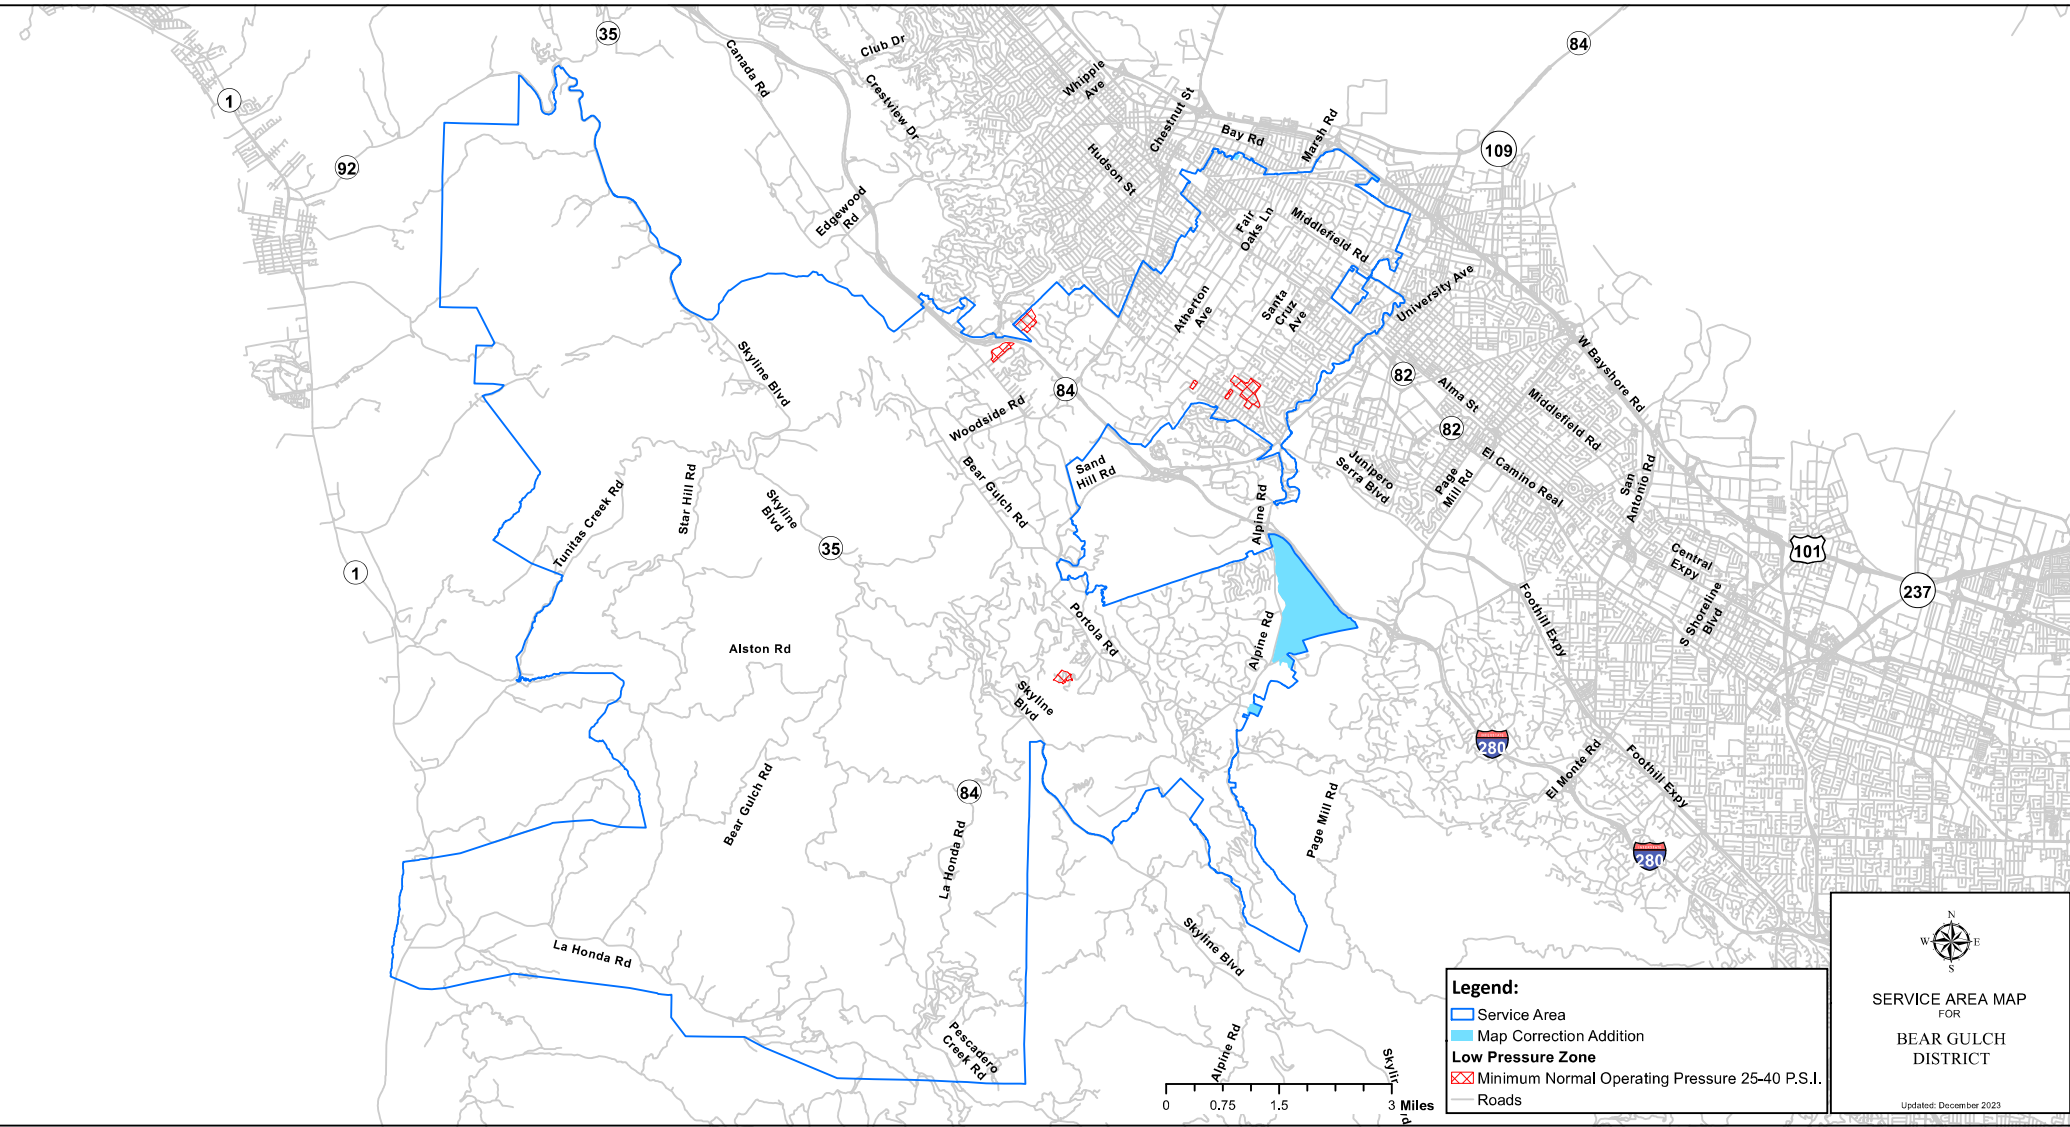 35
84
Club Dr
Canada Rd
Whipple
Ave
Crestview Dr
1
Chestnut St
Bay Rd
Marsh Rd
109
92
Hudson St
Edgewood
Rd
Fair
Oaks Ln
Middlefield Rd
University Ave
Atherton
Ave
Santa
Cruz
Ave
Skyline Blvd
W Bayshore Rd
84
82
Alma St
Middlefield Rd
Woodside Rd
82
Sand
Hill Rd
Bear Gulch Rd
Junipero
Serra Blvd
Page
Mill Rd
El Camino Real
San
Antonio Rd
Star Hill Rd
Tunitas Creek Rd
Skyline
Blvd
Alpine Rd
35
101
Central
Expy
1
237
Portola Rd
Alpine Rd
Foothill Expy
S Shoreline
Blvd
Alston Rd
Skyline
Blvd
280
El Monte Rd
Foothill Expy
Bear Gulch Rd
84
Page Mill Rd
La Honda Rd
280
La Honda Rd
Skyline Blvd
Pescadero
Creek Rd
Alpine Rd
Skylin
0 0.75 1.5 3 Miles
Legend:
Service Area
Map Correction Addition
Low Pressure Zone
Minimum Normal Operating Pressure 25-40 P.S.I.
Roads
N
W E
S
SERVICE AREA MAP
FOR
BEAR GULCH
DISTRICT
Updated: December 2023